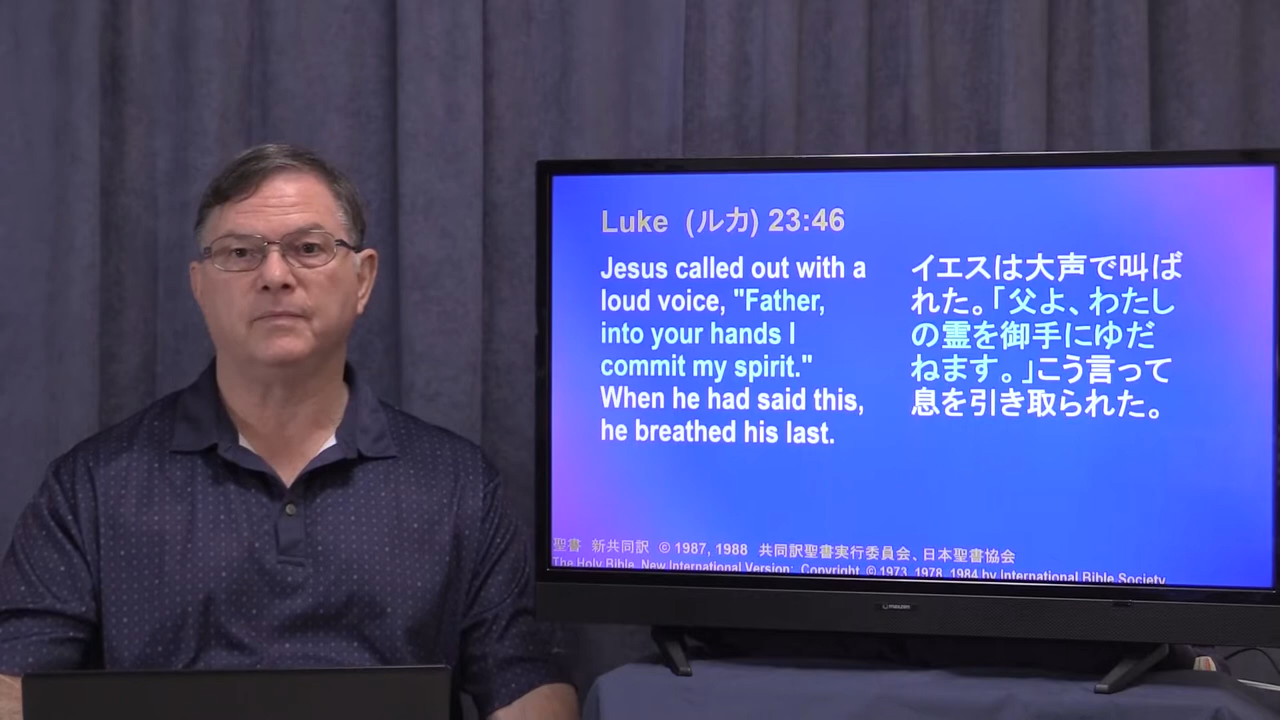 Luke (ルカ) 23:46
Jesus called out with a
loud voice, "Father,
into your hands I
commit my spirit."
When he had said this,
he breathed his last.
イエスは大声で叫ば
れた。「父よ、わたし
の霊を御手にゆだ
ねます。」こう言って
息を引き取られた。
聖書 新共同訳 © 1987, 1988 共同訳聖書実行委員会、日本聖書協会
The Holy Bible, New International Version; Copyright © 1973, 1978, 1984 by International Bible Society
maxzen